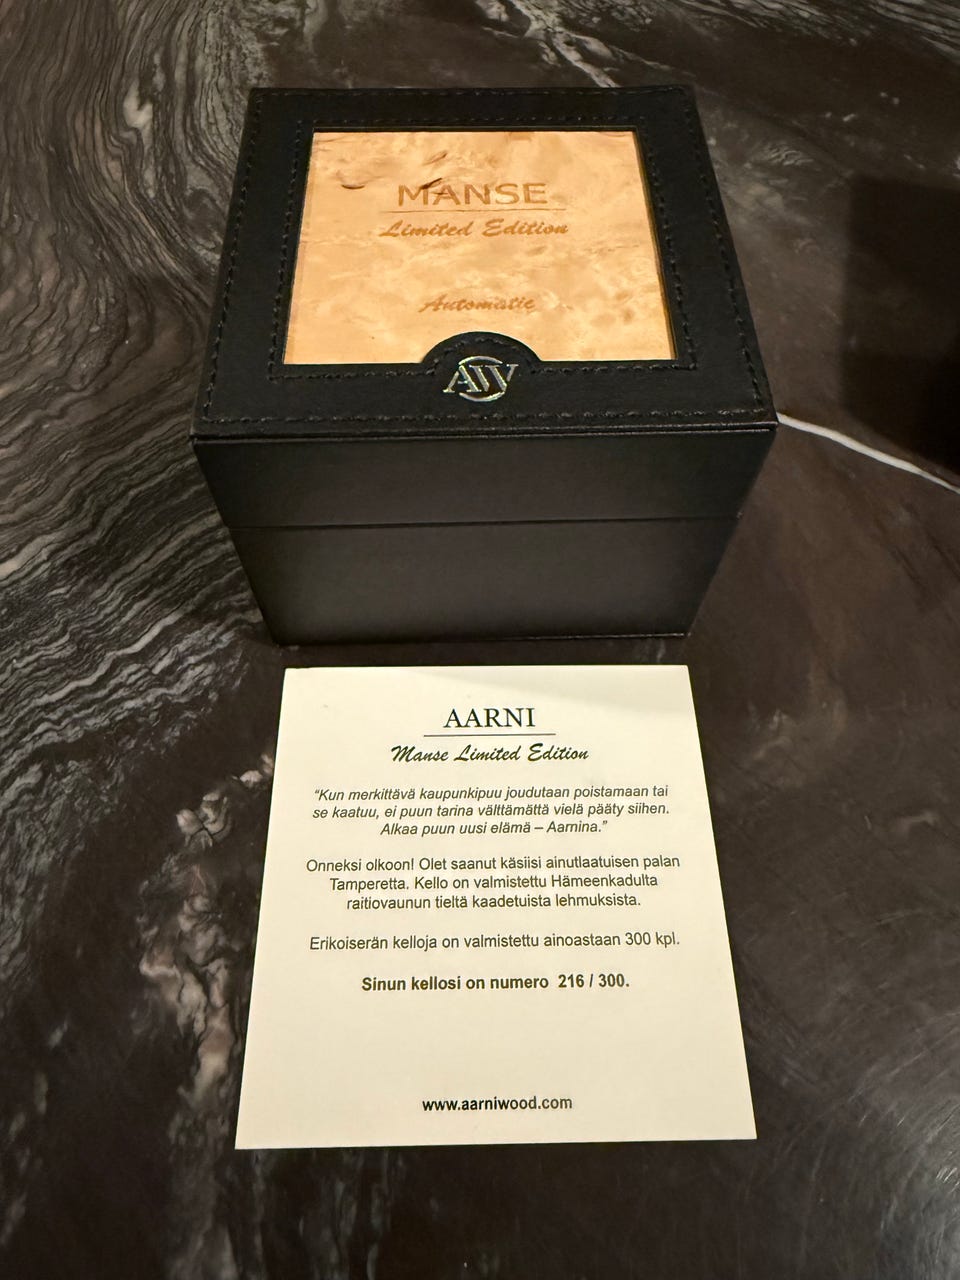 MANSE
Limited Edition
Automatic
AW
AARNI
Manse Limited Edition
“Kun merkittävä kaupunkipuu joudutaan poistamaan tai
se kaatuu, ei puun tarina välttämättä vielä pääty siihen.
Alkaa puun uusi elämä – Aarnina.”
Onneksi olkoon! Olet saanut käsiisi ainutlaatuisen palan
Tamperetta. Kello on valmistettu Hämeenkadulta
raitiovaunun tieltä kaadetuista lehmuksista.
Erikoiserän kelloja on valmistettu ainoastaan 300 kpl.
Sinun kellosi on numero 216 / 300.
www.aarniwood.com